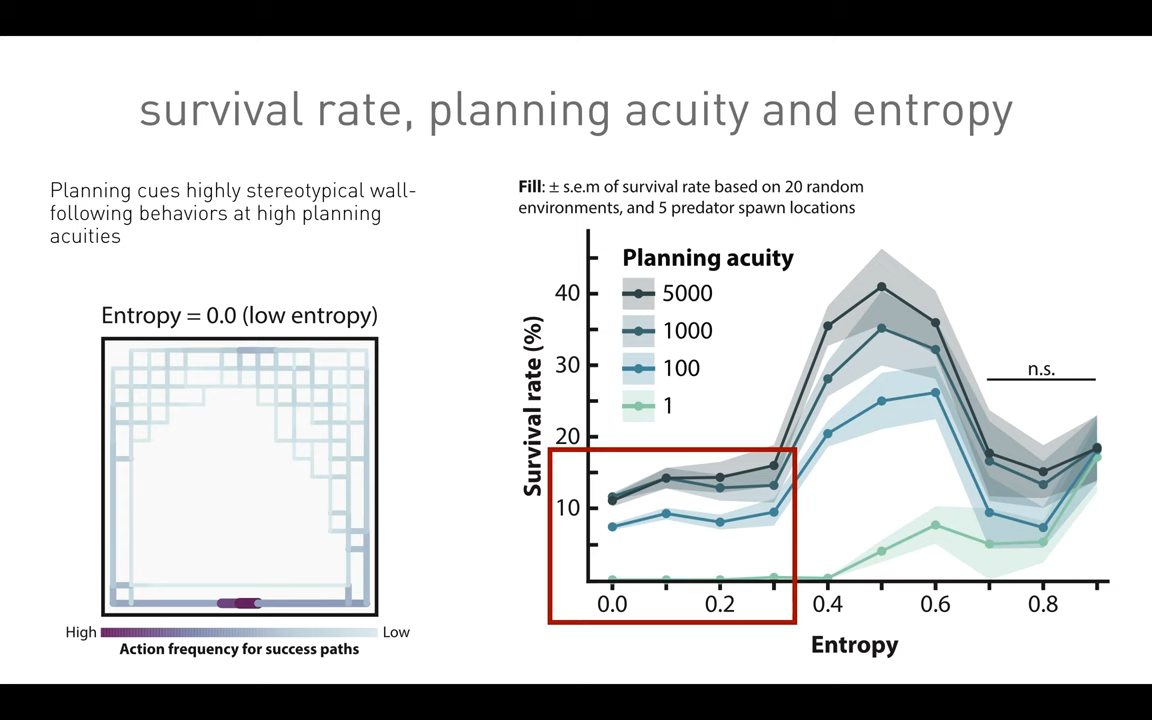 survival rate, planning acuity and entropy
Planning cues highly stereotypical wall-
following behaviors at high planning
acuities
Entropy = 0.0 (low entropy)
High
Low
Action frequency for success paths
Fill: ± s.e.m of survival rate based on 20 random
environments, and 5 predator spawn locations
Planning acuity
5000
1000
100
1
n.s.
Survival rate (%)
40
30
20
10
0.0
0.2
0.4
0.6
0.8
Entropy